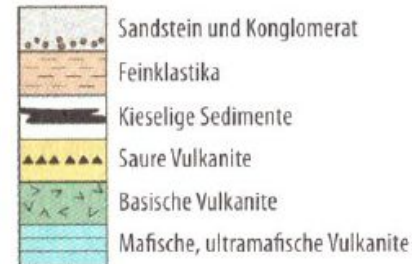 Sandstein und Konglomerat
Feinklastika
Kieselige Sedimente
Saure Vulkanite
Basische Vulkanite
Mafische, ultramafische Vulkanite